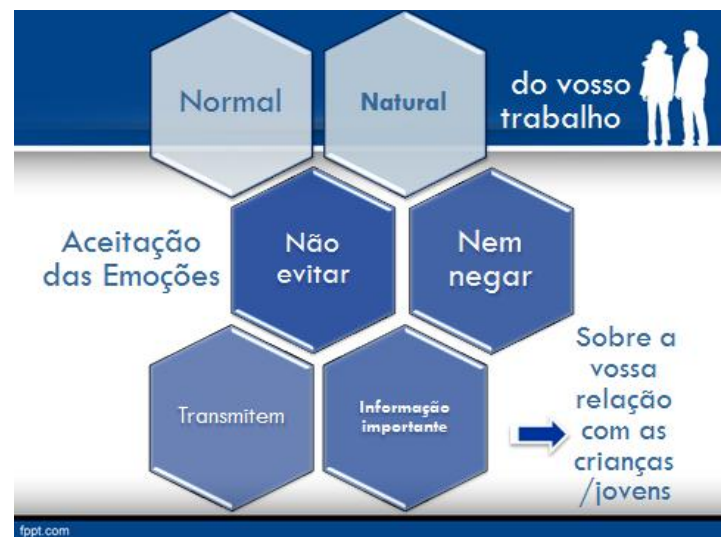 Normal
Natural
do vosso
trabalho
Aceitação
das Emoções
Não
evitar
Nem
negar
Transmitem
Informação
importante
Sobre a
vossa
relação
com as
crianças
/jovens
fppt.com